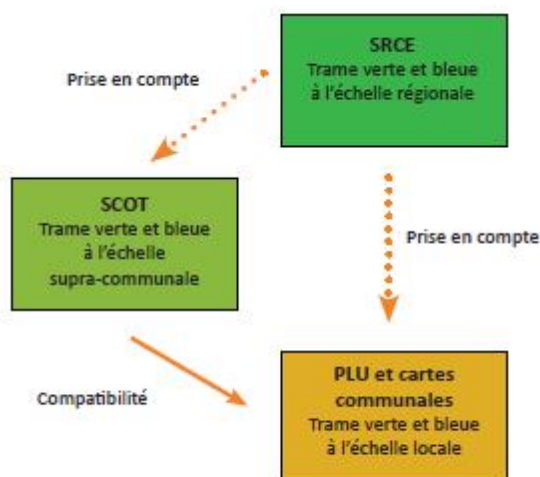 SRCE
Trame verte et bleue
à l'échelle régionale
Prise en compte
SCOT
Trame verte et bleue
à l'échelle
supra-communale
Prise en compte
Compatibilité
PLU et cartes
communales
Trame verte et bleue
à l'échelle locale